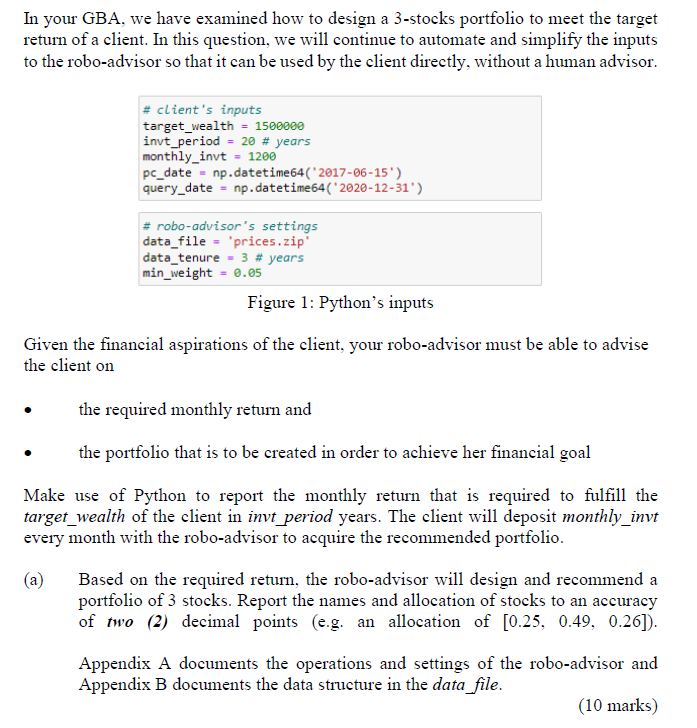 In your GBA, we have examined how to design a 3-stocks portfolio to meet the target
return of a client. In this question, we will continue to automate and simplify the inputs
to the robo-advisor so that it can be used by the client directly, without a human advisor.
# client's inputs
target_wealth = 1500000
invt_period = 20 # years
monthly_invt = 1200
pc_date = np.datetime64('2017-06-15')
query_date = np.datetime64('2020-12-31')
# robo-advisor's settings
data_file = 'prices.zip'
data_tenure = 3 # years
min_weight = 0.05
Figure 1: Python's inputs
Given the financial aspirations of the client, your robo-advisor must be able to advise
the client on
• the required monthly return and
• the portfolio that is to be created in order to achieve her financial goal
Make use of Python to report the monthly return that is required to fulfill the
target_wealth of the client in invt_period years. The client will deposit monthly_invt
every month with the robo-advisor to acquire the recommended portfolio.
(a) Based on the required return, the robo-advisor will design and recommend a
portfolio of 3 stocks. Report the names and allocation of stocks to an accuracy
of two (2) decimal points (e.g. an allocation of [0.25, 0.49, 0.26]).
Appendix A documents the operations and settings of the robo-advisor and
Appendix B documents the data structure in the data_file.
(10 marks)